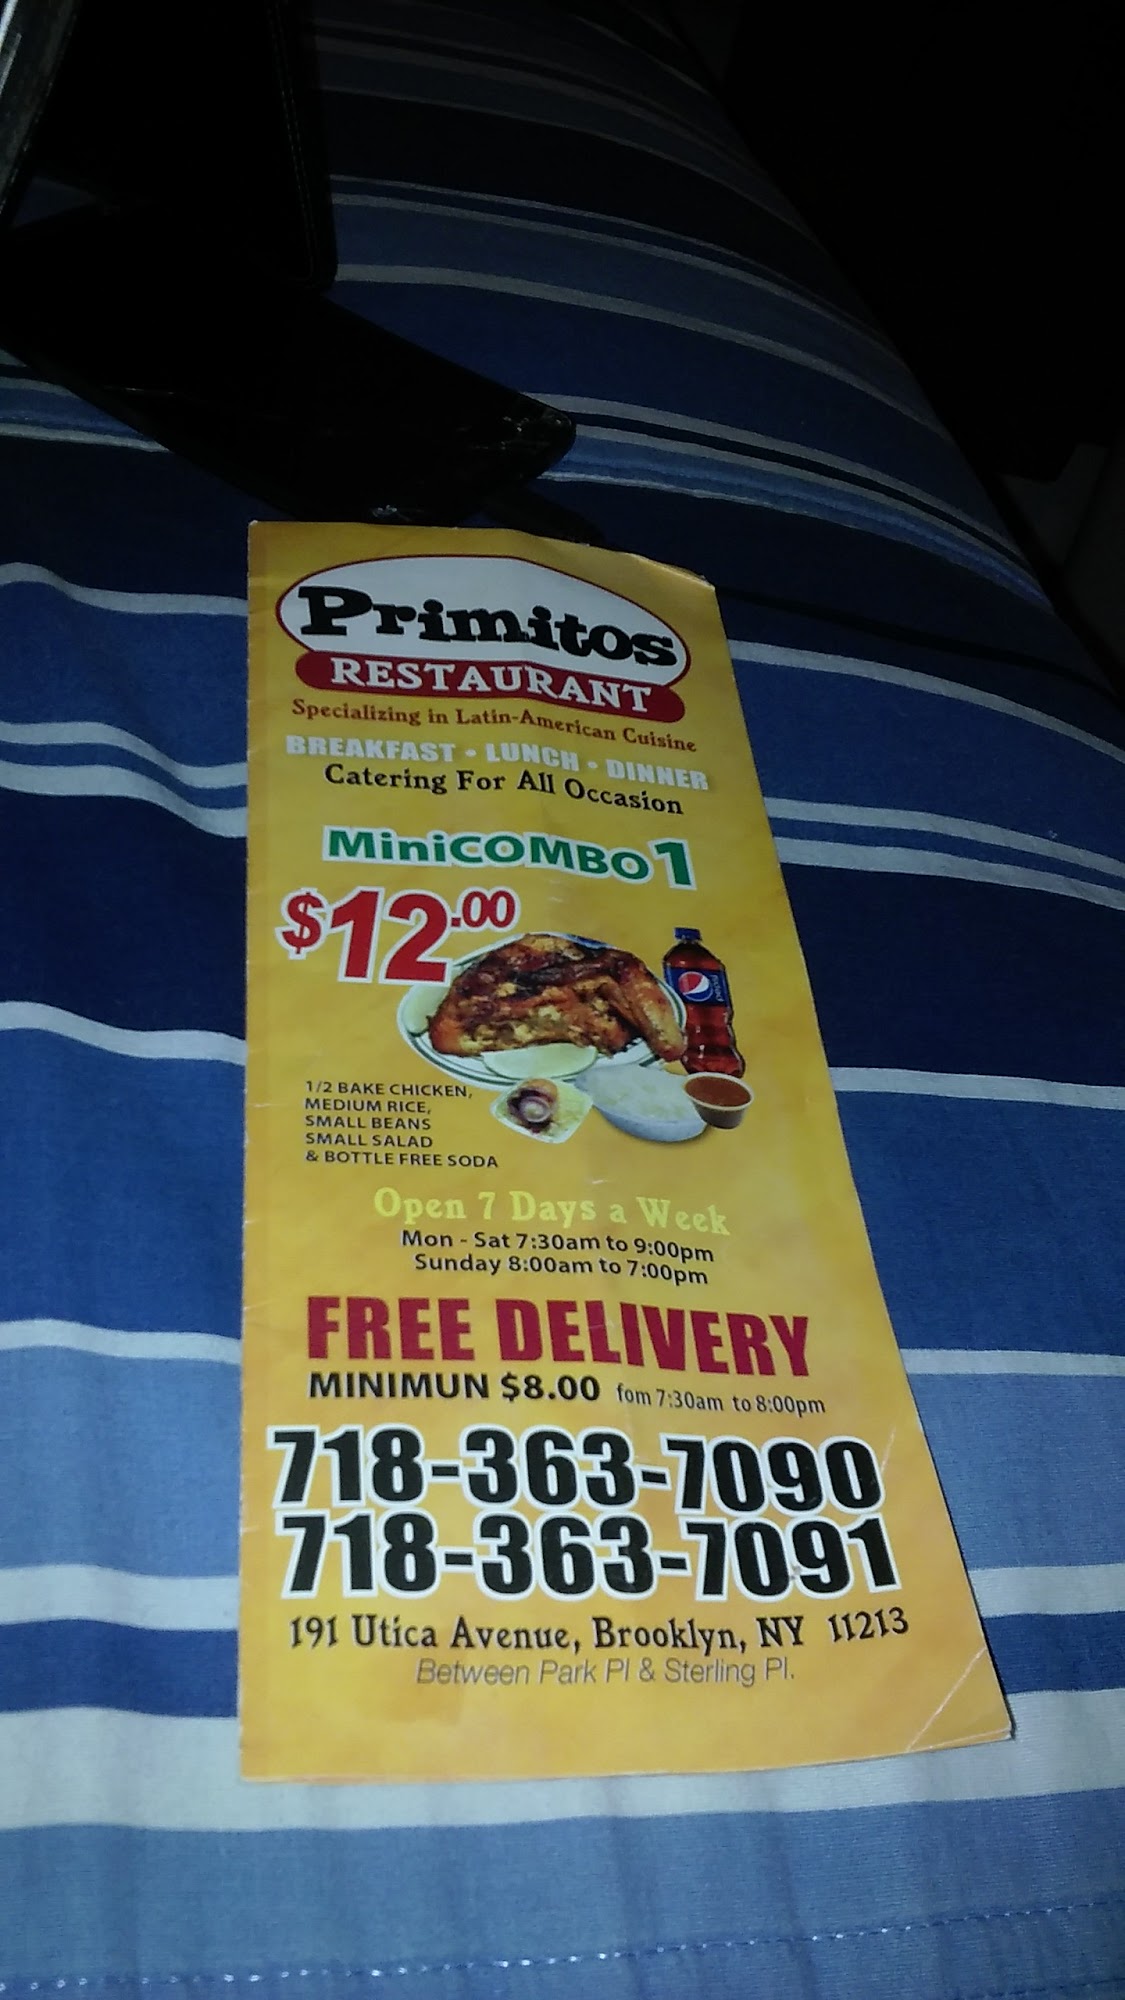 Primitos
RESTAURANT
Specializing in Latin-American Cuisine
BREAKFAST • LUNCH • DINNER
Catering For All Occasion
MiniCOMBO 1
$12.00
pepsi
1/2 BAKE CHICKEN,
MEDIUM RICE,
SMALL BEANS
SMALL SALAD
& BOTTLE FREE SODA
Open 7 Days a Week
Mon - Sat 7:30am to 9:00pm
Sunday 8:00am to 7:00pm
FREE DELIVERY
MINIMUN $8.00 fom 7:30am to 8:00pm
718-363-7090
718-363-7091
191 Utica Avenue, Brooklyn, NY 11213
Between Park Pl & Sterling Pl.